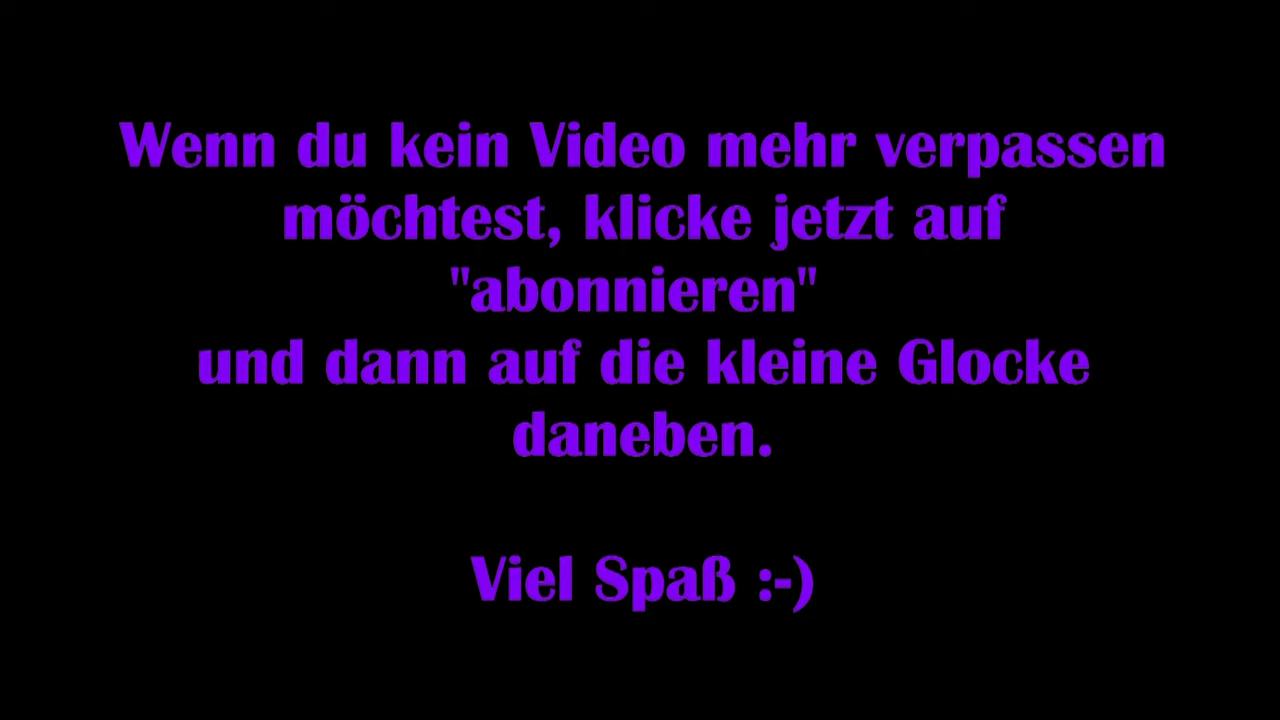 Wenn du kein Video mehr verpassen
möchtest, klicke jetzt auf
"abonnieren"
und dann auf die kleine Glocke
daneben.
Viel Spaß :-)